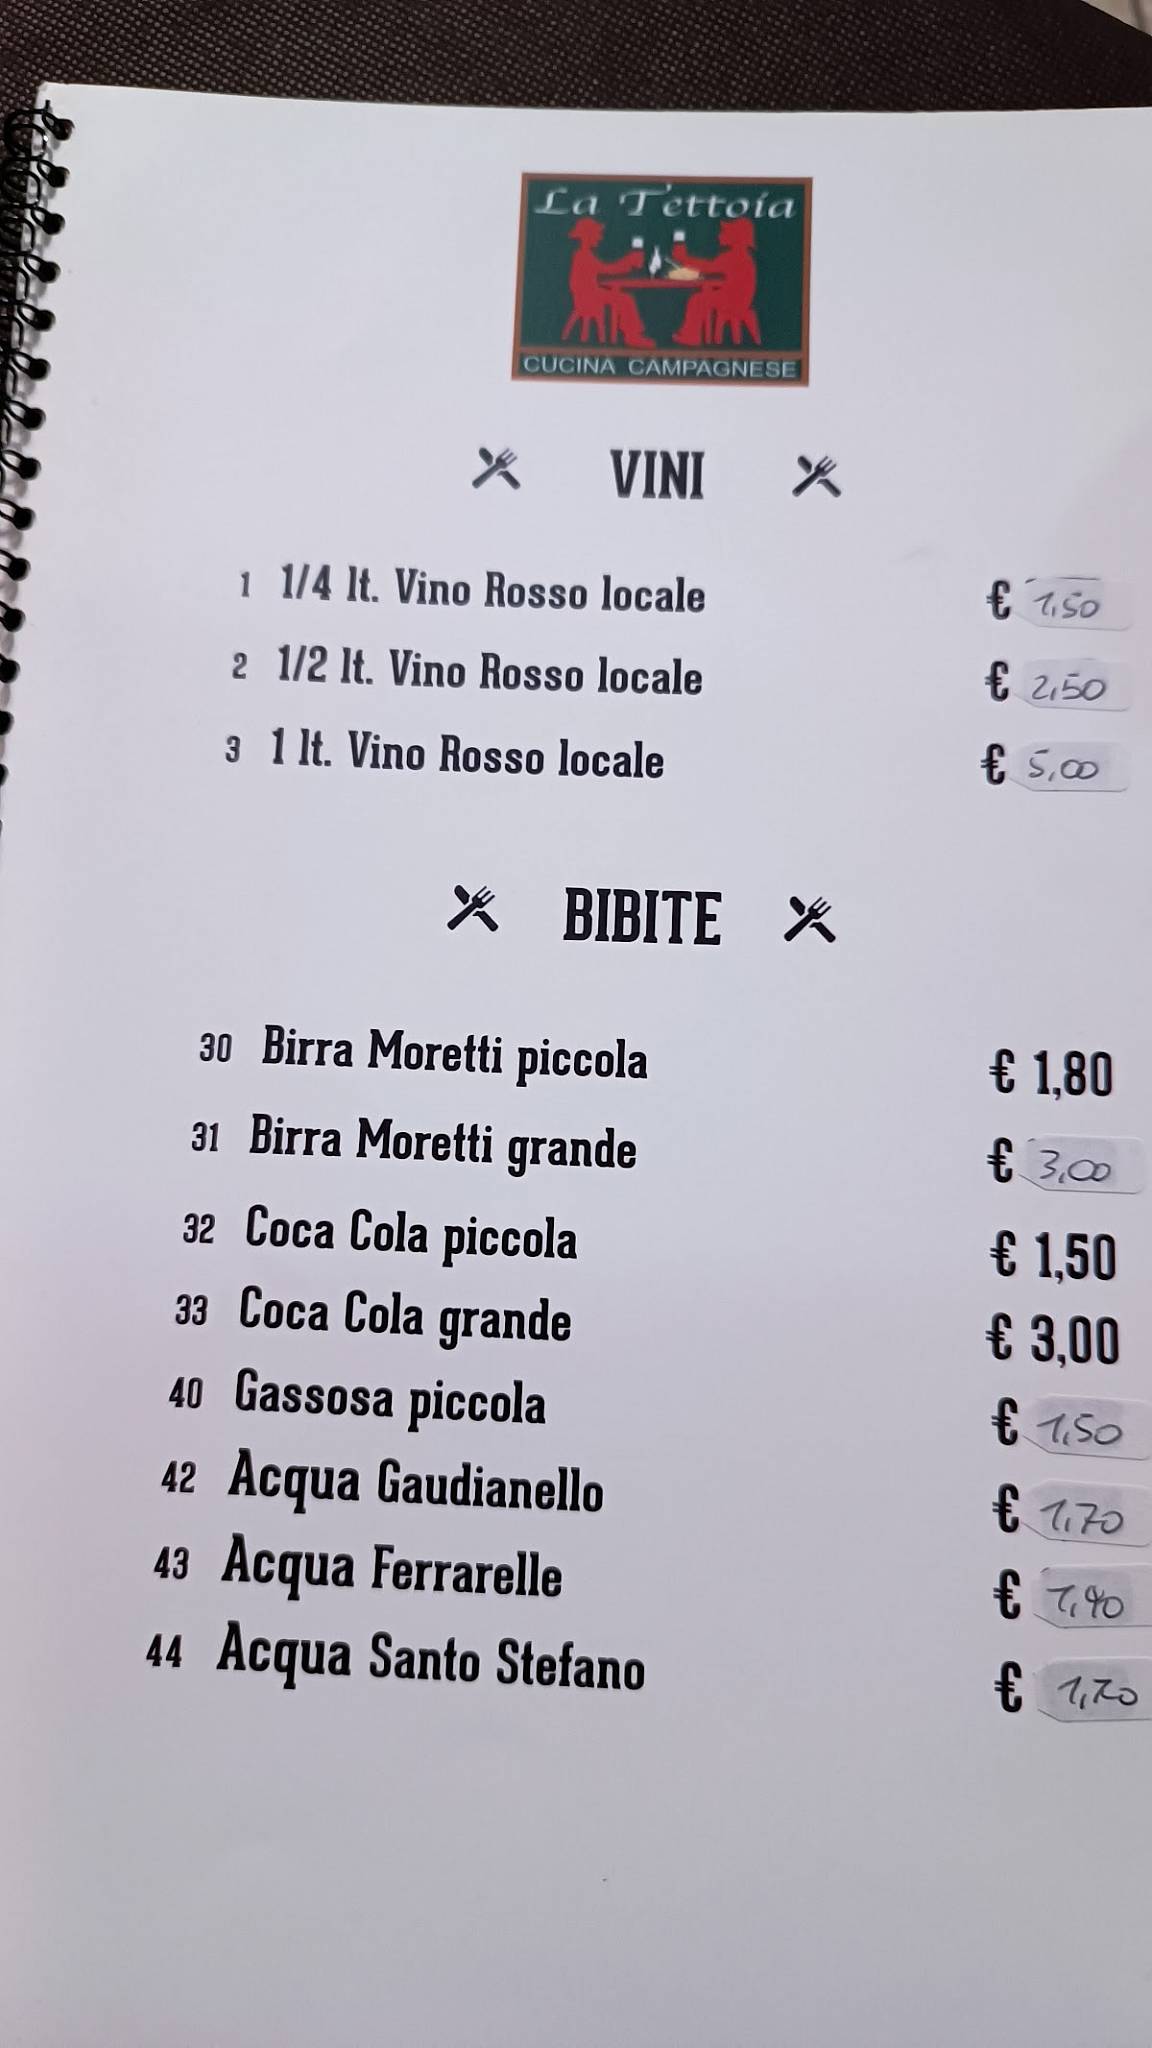 La Tettoia
CUCINA CAMPAGNESE
VINI
1 1/4 lt. Vino Rosso locale € 1,50
2 1/2 lt. Vino Rosso locale € 2,50
3 1 lt. Vino Rosso locale € 5,00
BIBITE
30 Birra Moretti piccola € 1,80
31 Birra Moretti grande € 3,00
32 Coca Cola piccola € 1,50
33 Coca Cola grande € 3,00
40 Gassosa piccola € 1,50
42 Acqua Gaudianello € 1,70
43 Acqua Ferrarelle €
44 Acqua Santo Stefano € 1,70